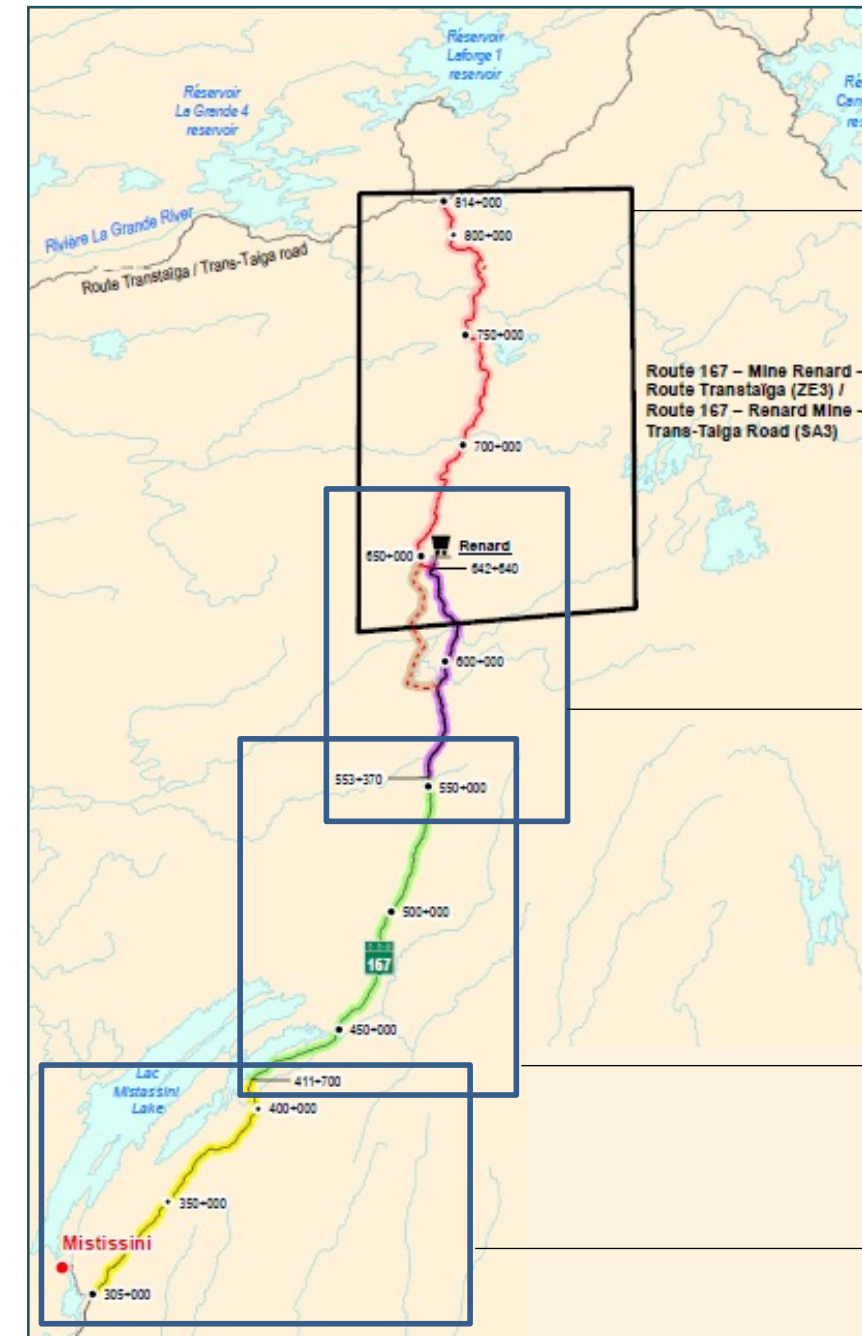 Réservoir
Laforge 1
reservoir
Réservoir
La Grande 4
reservoir
Rivière La Grande River
Route Transtaïga / Trans-Taiga road
814+000
800+000
750+000
Route 167 – Mine Renard –
Route Transtaïga (ZE3) /
Route 167 – Renard Mine –
Trans-Taiga Road (SA3)
700+000
650+000
Renard
642+640
600+000
553+370
550+000
500+000
167
450+000
Lac
Mistassini
Lake
411+700
400+000
350+000
Mistissini
305+000